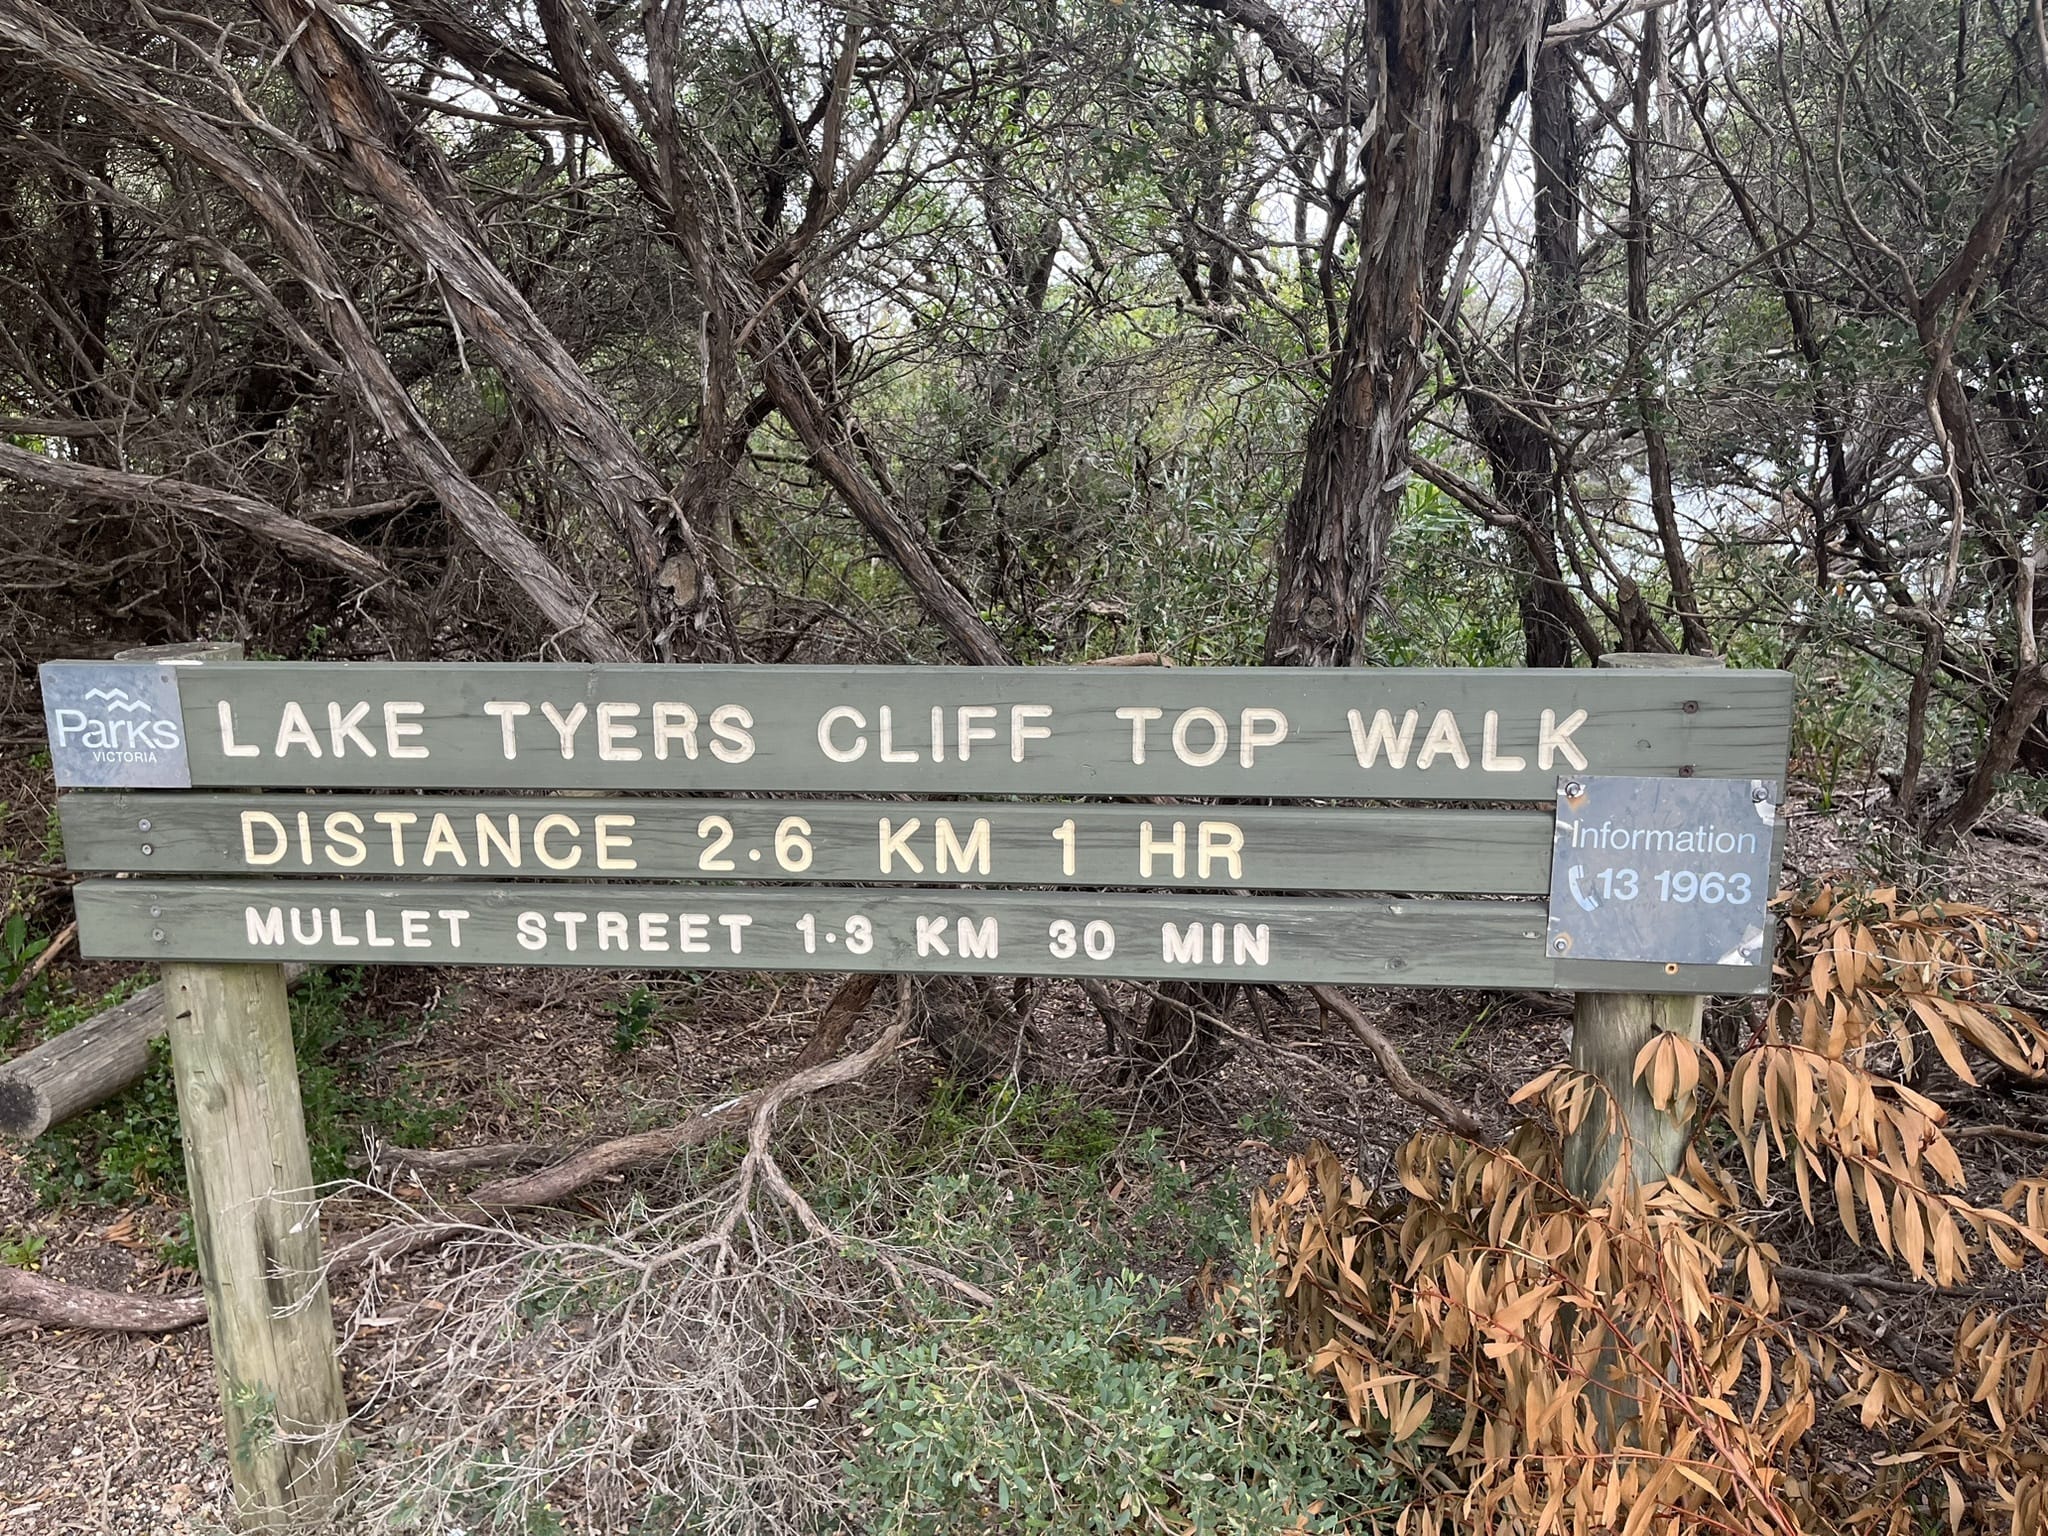 Parks
VICTORIA
LAKE TYERS CLIFF TOP WALK
DISTANCE 2.6 KM 1 HR
MULLET STREET 1.3 KM 30 MIN
Information
13 1963